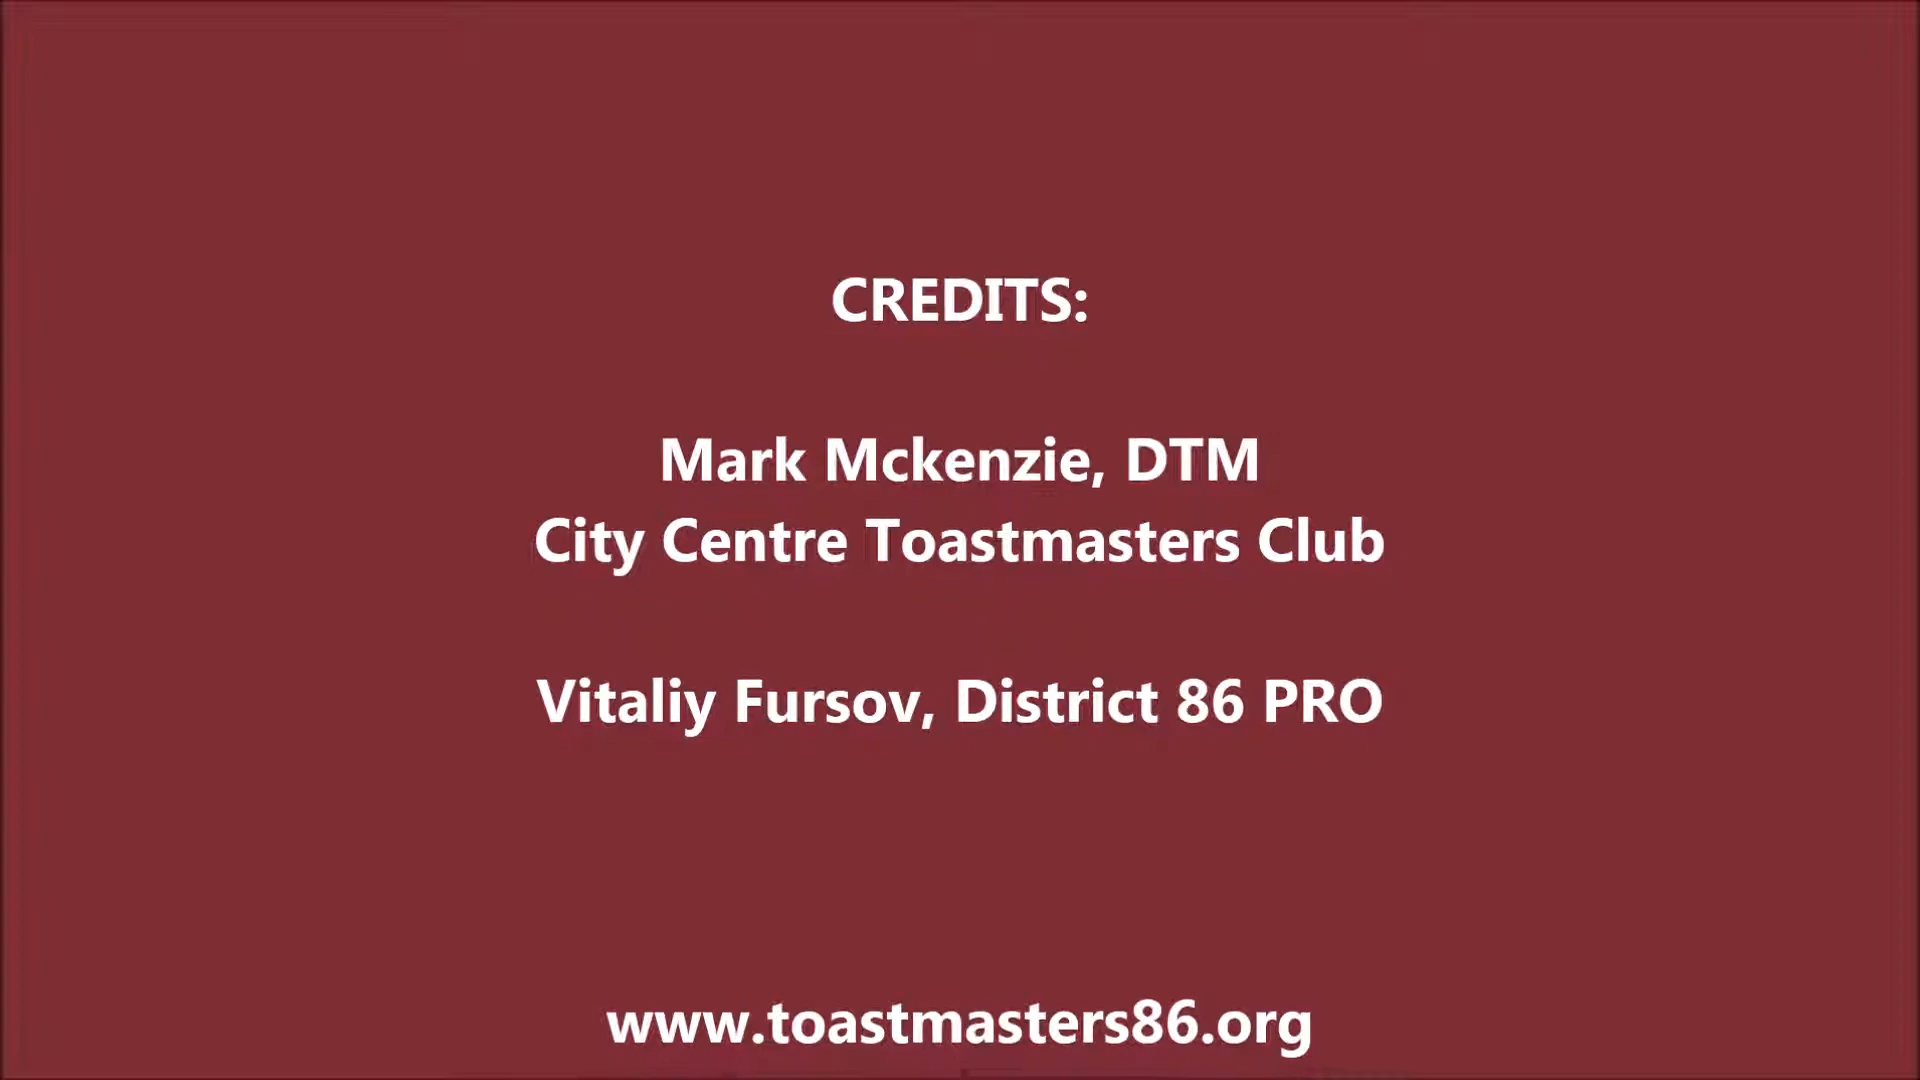 CREDITS:
Mark Mckenzie, DTM
City Centre Toastmasters Club
Vitaliy Fursov, District 86 PRO
www.toastmasters86.org